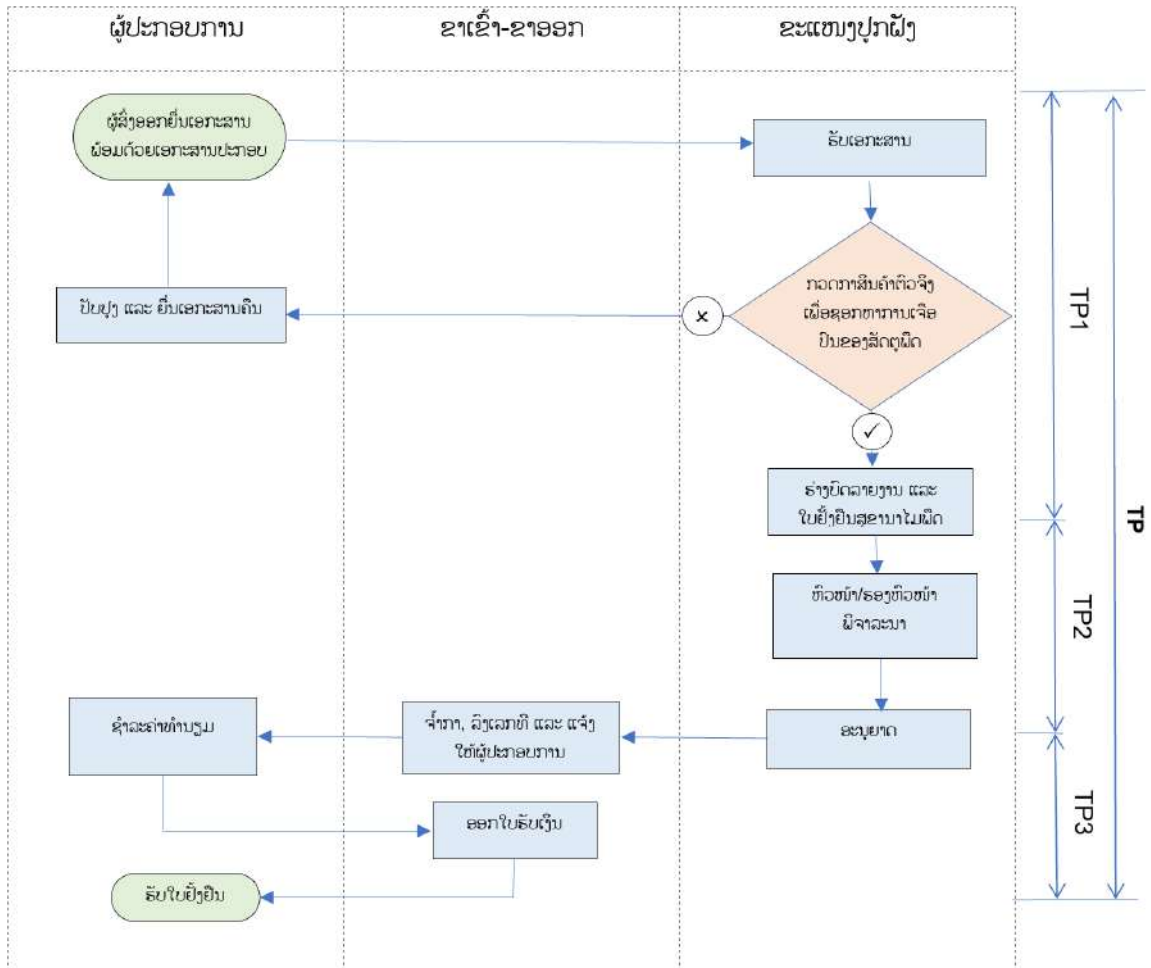 ຜູ້ປະກອບການ
ຂາເຂົ້າ-ຂາອອກ
ຂະແໜງປູກຝັງ
ຜູ້ສົ່ງອອກຍື່ນເອກະສານ
ພ້ອມດ້ວຍເອກະສານປະກອບ
ຮັບເອກະສານ
ກວດກາສິນຄ້າຕົວຈິງ
ເພື່ອຊອກຫາການເຈືອ
ປົນຂອງສັດຕູພືດ
ປັບປຸງ ແລະ ຍື່ນເອກະສານຄືນ
x
✓
ຮ່າງບົດລາຍງານ ແລະ
ໃບຢັ້ງຢືນສຸຂານາໄມພືດ
ຫົວໜ້າ/ຮອງຫົວໜ້າ
ພິຈາລະນາ
ອະນຸຍາດ
ຈໍ້າກາ, ລົງເລກທີ ແລະ ແຈ້ງ
ໃຫ້ຜູ້ປະກອບການ
ຊໍາລະຄ່າທໍານຽມ
ອອກໃບຮັບເງິນ
ຮັບໃບຢັ້ງຢືນ
TP1
TP2
TP3
TP